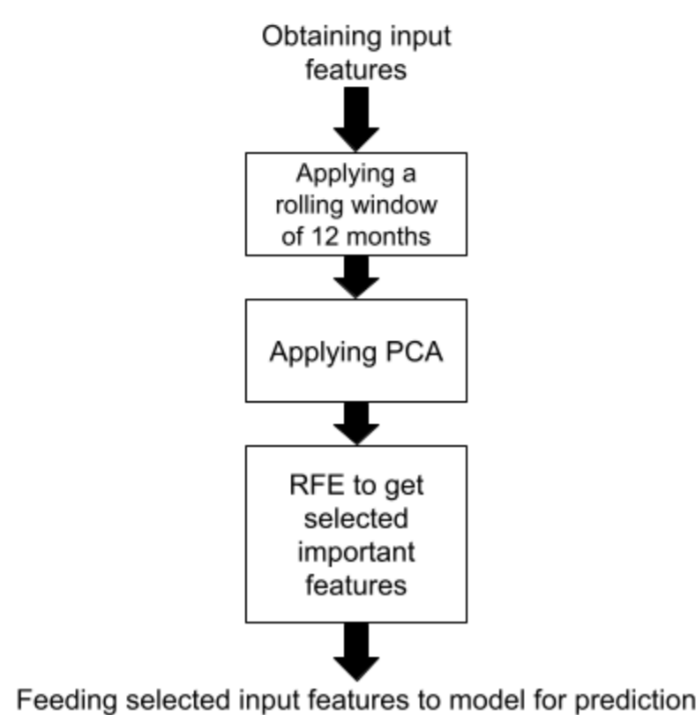 Obtaining input
features
Applying a
rolling window
of 12 months
Applying PCA
RFE to get
selected
important
features
Feeding selected input features to model for prediction